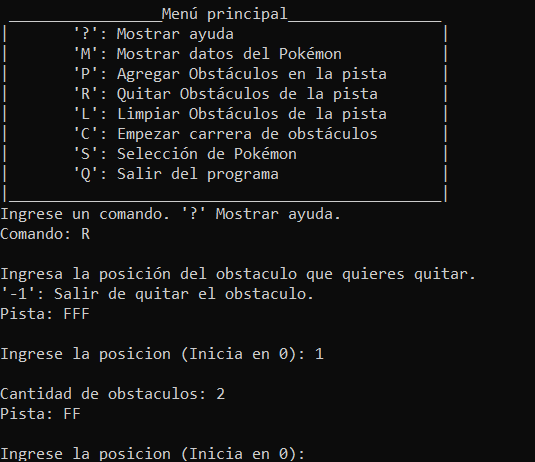 _________________Menú principal_________________
|       '?': Mostrar ayuda                       |
|       'M': Mostrar datos del Pokémon           |
|       'P': Agregar Obstáculos en la pista      |
|       'R': Quitar Obstáculos de la pista       |
|       'L': Limpiar Obstáculos de la pista      |
|       'C': Empezar carrera de obstáculos       |
|       'S': Selección de Pokémon                |
|       'Q': Salir del programa                  |
|________________________________________________|
Ingrese un comando. '?' Mostrar ayuda.
Comando: R
Ingresa la posición del obstaculo que quieres quitar.
'-1': Salir de quitar el obstaculo.
Pista: FFF
Ingrese la posicion (Inicia en 0): 1
Cantidad de obstaculos: 2
Pista: FF
Ingrese la posicion (Inicia en 0):